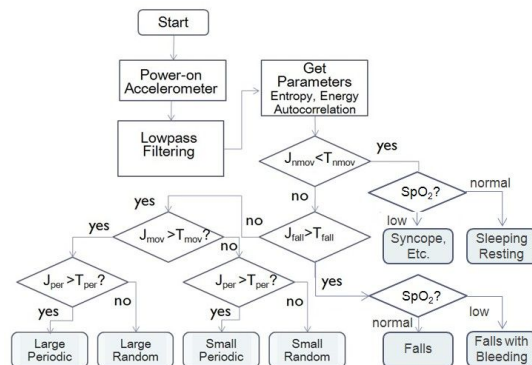 Start
Power-on
Accelerometer
Lowpass
Filtering
Get
Parameters
Entropy, Energy
Autocorrelation
J_nmov<T_nmov
yes
no
SpO₂?
low
normal
Syncope,
Etc.
Sleeping
Resting
J_fall>T_fall
no
yes
J_mov>T_mov?
yes
no
J_per>T_per?
yes
no
J_per>T_per?
yes
no
SpO₂?
normal
low
Large
Periodic
Large
Random
Small
Periodic
Small
Random
Falls
Falls with
Bleeding